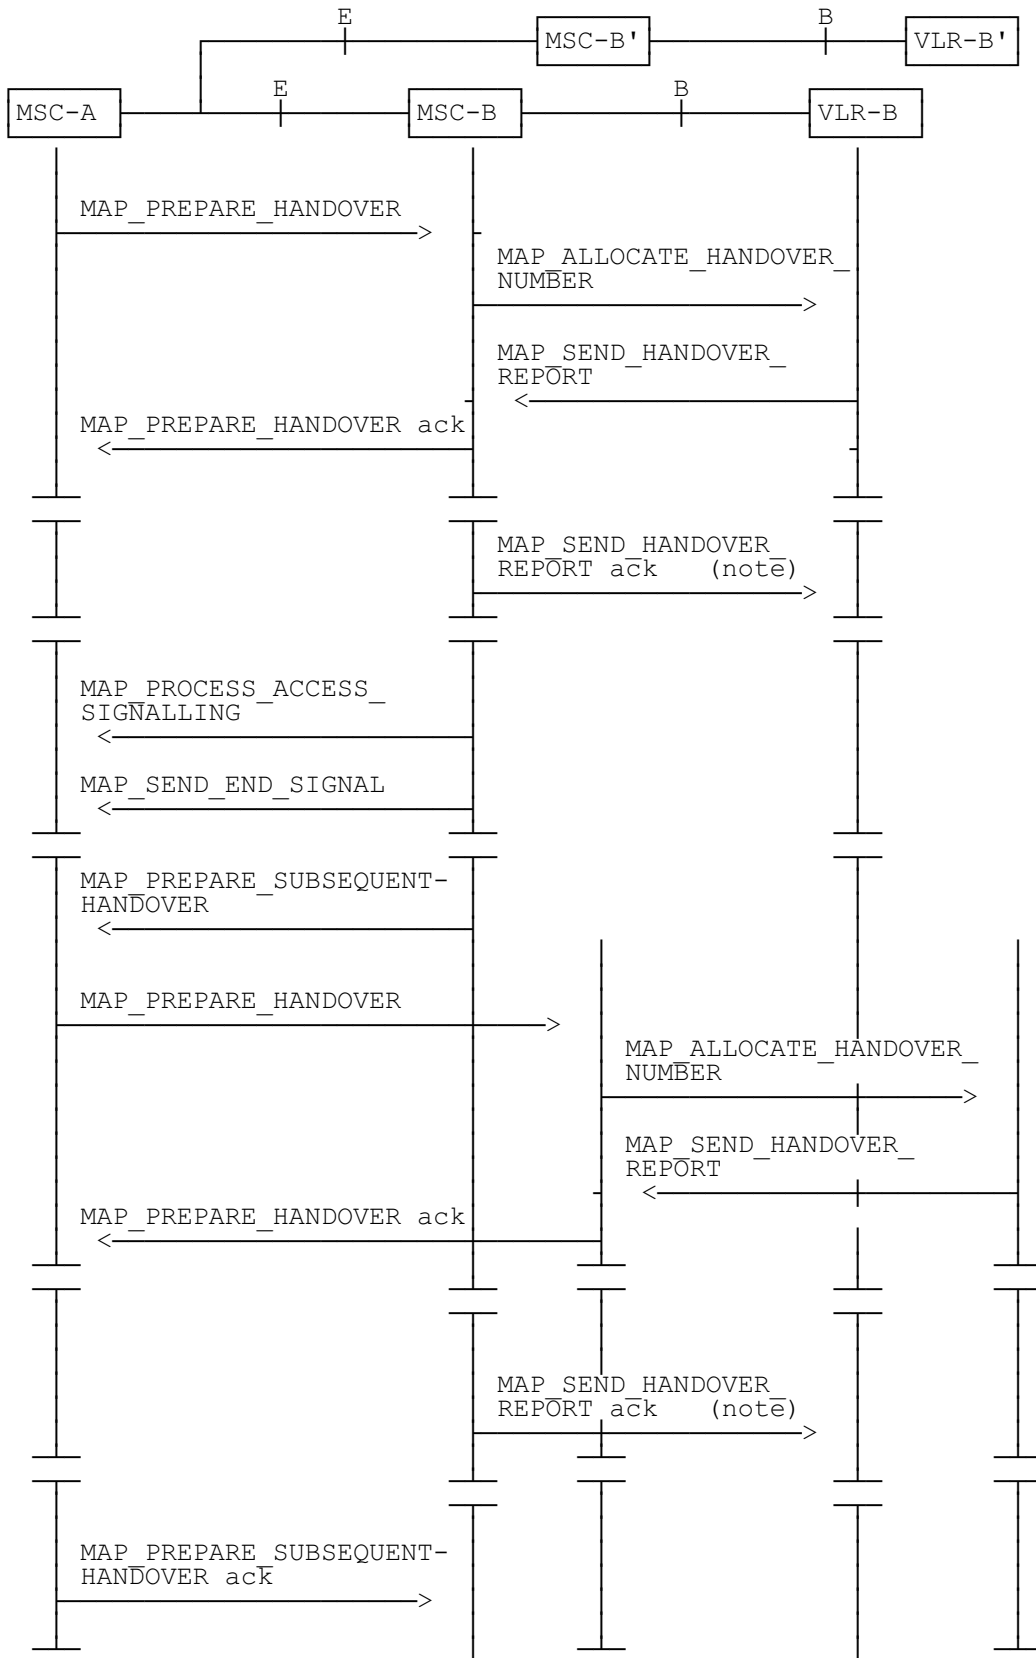 E B
MSC-B' VLR-B'
E B
MSC-A MSC-B VLR-B
MAP_PREPARE_HANDOVER
MAP_ALLOCATE_HANDOVER_
NUMBER
MAP_SEND_HANDOVER_
REPORT
MAP_PREPARE_HANDOVER ack
MAP_SEND_HANDOVER_
REPORT ack (note)
MAP_PROCESS_ACCESS_
SIGNALLING
MAP_SEND_END_SIGNAL
MAP_PREPARE_SUBSEQUENT-
HANDOVER
MAP_PREPARE_HANDOVER
MAP_ALLOCATE_HANDOVER_
NUMBER
MAP_SEND_HANDOVER_
REPORT
MAP_PREPARE_HANDOVER ack
MAP_SEND_HANDOVER_
REPORT ack (note)
MAP_PREPARE_SUBSEQUENT-
HANDOVER ack